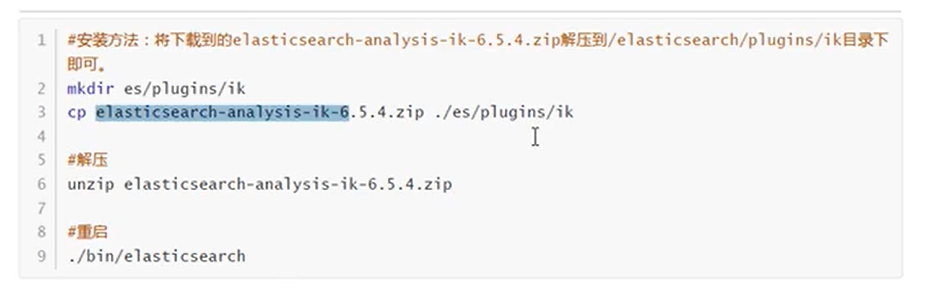 1 #安装方法：将下载到的elasticsearch-analysis-ik-6.5.4.zip解压到/elasticsearch/plugins/ik目录下
即可。
2 mkdir es/plugins/ik
3 cp elasticsearch-analysis-ik-6.5.4.zip ./es/plugins/ik
4
5 #解压
6 unzip elasticsearch-analysis-ik-6.5.4.zip
7
8 #重启
9 ./bin/elasticsearch